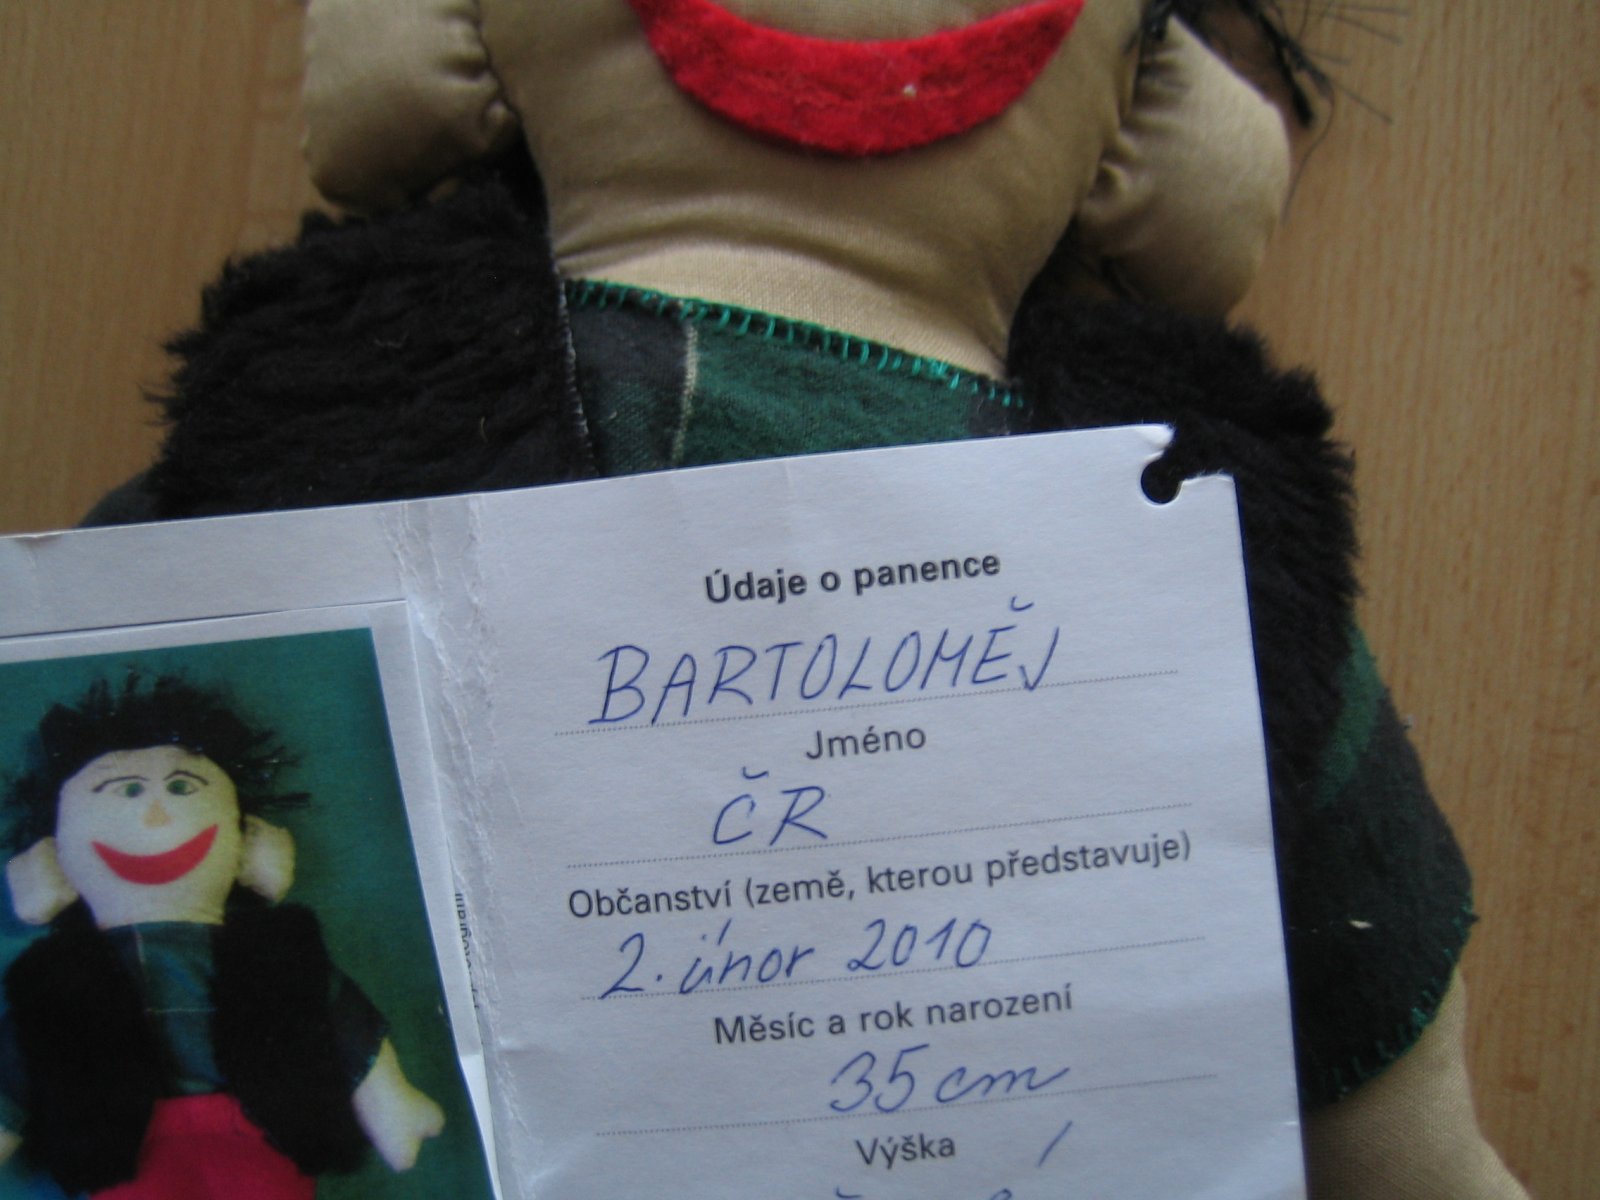 Údaje o panence
BARTOLOMĚJ
Jméno
ČR
Občanství (země, kterou představuje)
2. únor 2010
Měsíc a rok narození
35 cm
Výška